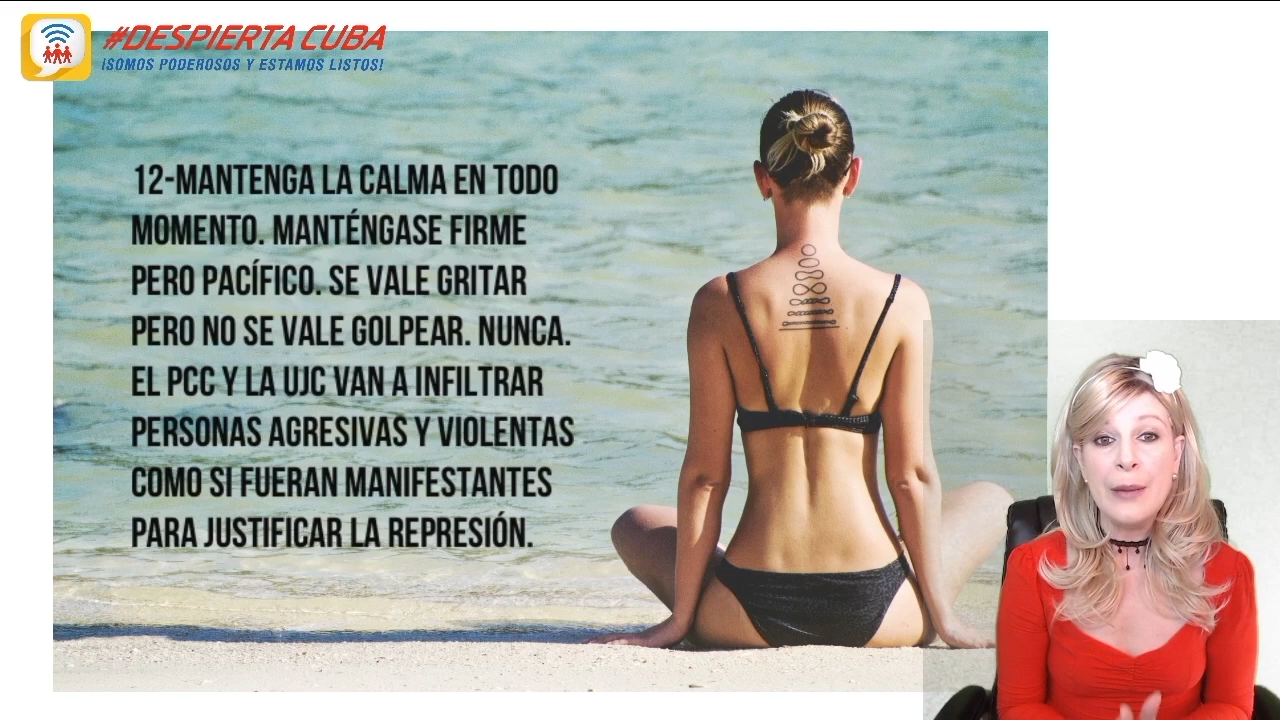 #DESPIERTA CUBA
¡SOMOS PODEROSOS Y ESTAMOS LISTOS!
12-MANTENGA LA CALMA EN TODO
MOMENTO. MANTÉNGASE FIRME
PERO PACÍFICO. SE VALE GRITAR
PERO NO SE VALE GOLPEAR. NUNCA.
EL PCC Y LA UJC VAN A INFILTRAR
PERSONAS AGRESIVAS Y VIOLENTAS
COMO SI FUERAN MANIFESTANTES
PARA JUSTIFICAR LA REPRESIÓN.